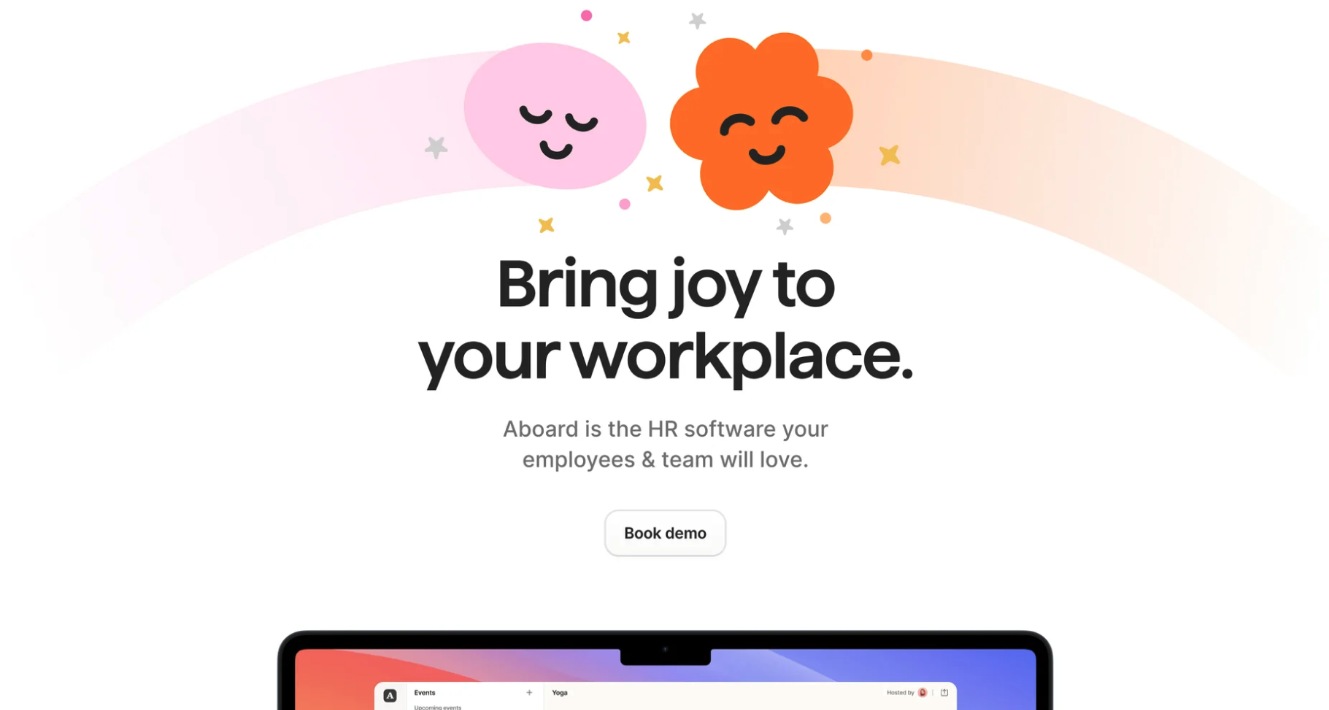 Bring joy to
your workplace.
Aboard is the HR software your
employees & team will love.
Book demo
A
Events
+
Yoga
Hosted by
Upcoming events